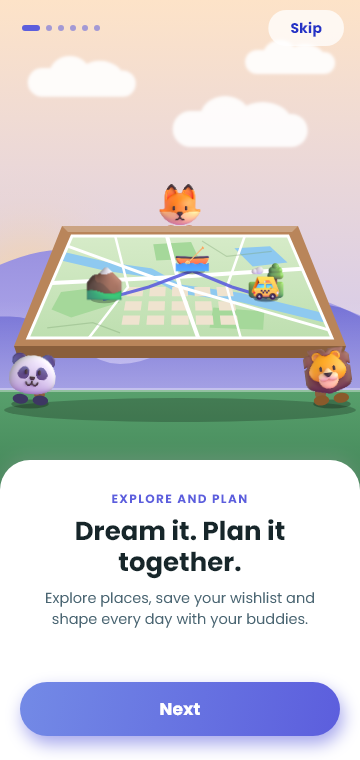 Skip
EXPLORE AND PLAN
Dream it. Plan it
together.
Explore places, save your wishlist and
shape every day with your buddies.
Next